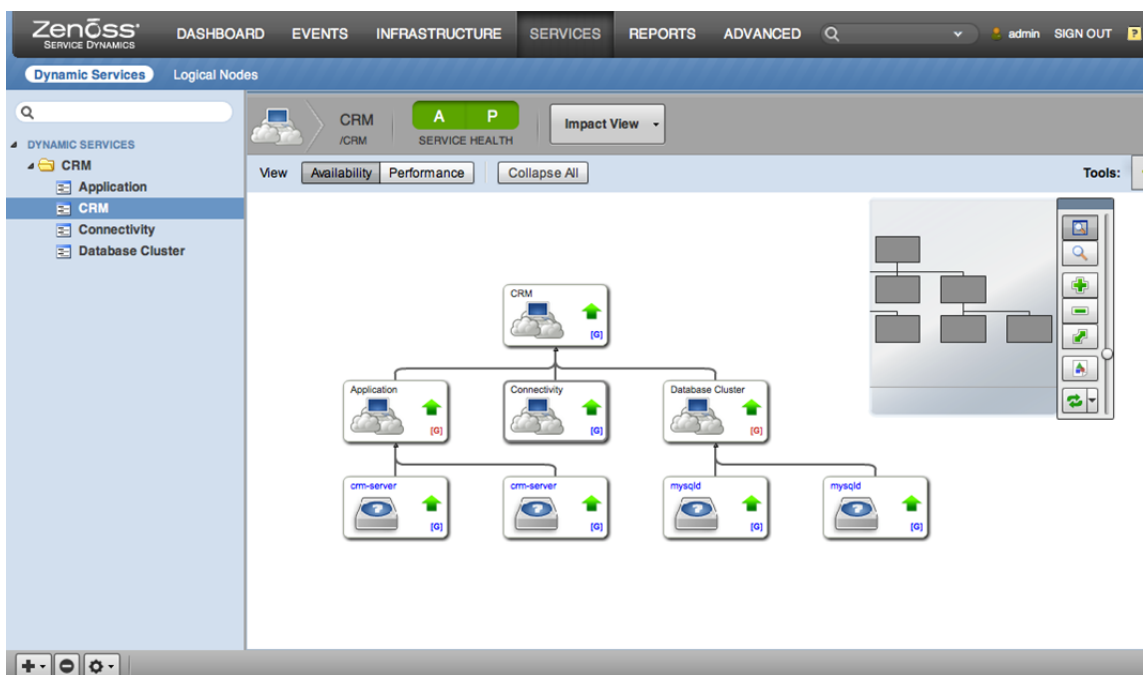 Zenoss DASHBOARD EVENTS INFRASTRUCTURE SERVICES REPORTS ADVANCED admin SIGN OUT ?
SERVICE DYNAMICS
Dynamic Services Logical Nodes
CRM A P Impact View
/CRM SERVICE HEALTH
DYNAMIC SERVICES
CRM
Application
CRM
Connectivity
Database Cluster
View Availability Performance Collapse All Tools:
CRM
[G]
Application Connectivity Database Cluster
[G] [G] [G]
crm-server crm-server mysqld mysqld
? ? ? ?
[G] [G] [G] [G]